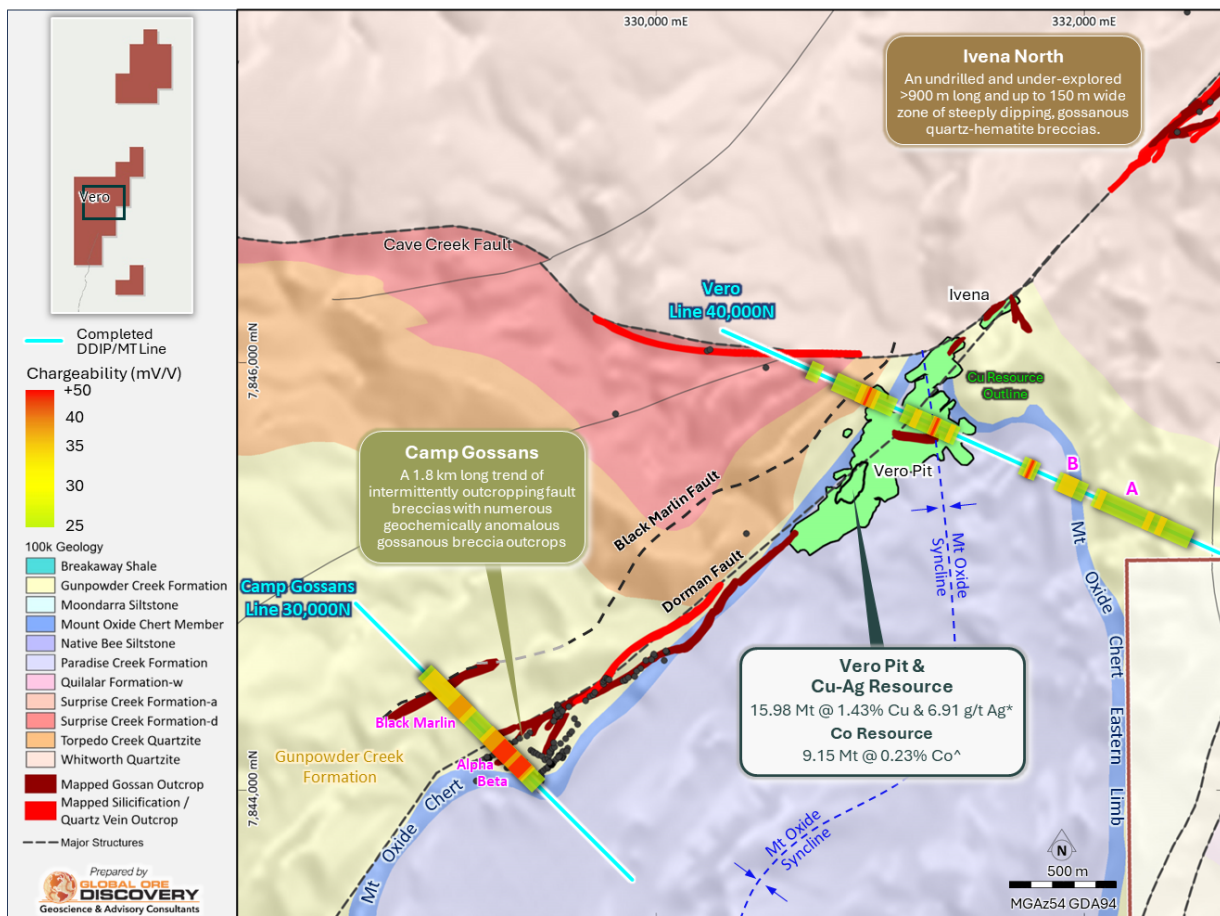 330,000 mE
332,000 mE
7,846,000 mN
7,844,000 mN
Vero
Completed
DDIP/MT Line
Chargeability (mV/V)
+50
40
35
30
25
100k Geology
Breakaway Shale
Gunpowder Creek Formation
Moondarra Siltstone
Mount Oxide Chert Member
Native Bee Siltstone
Paradise Creek Formation
Quilalar Formation-w
Surprise Creek Formation-a
Surprise Creek Formation-d
Torpedo Creek Quartzite
Whitworth Quartzite
Mapped Gossan Outcrop
Mapped Silicification /
Quartz Vein Outcrop
Major Structures
Prepared by
GLOBAL ORE
DISCOVERY
Geoscience & Advisory Consultants
Ivena North
An undrilled and under-explored
>900 m long and up to 150 m wide
zone of steeply dipping, gossanous
quartz-hematite breccias.
Cave Creek Fault
Vero
Line 40,000N
Ivena
Cu Resource
Outline
Camp Gossans
A 1.8 km long trend of
intermittently outcropping fault
breccias with numerous
geochemically anomalous
gossanous breccia outcrops
Vero Pit
B
A
Black Marlin Fault
Dorman Fault
Mt Oxide
Syncline
Mt Oxide Chert Eastern Limb
Camp Gossans
Line 30,000N
Vero Pit &
Cu-Ag Resource
15.98 Mt @ 1.43% Cu & 6.91 g/t Ag*
Co Resource
9.15 Mt @ 0.23% Co^
Black Marlin
Gunpowder Creek
Formation
Alpha
Beta
Mt Oxide Chert
Mt Oxide
Syncline
N
500 m
MGAz54 GDA94